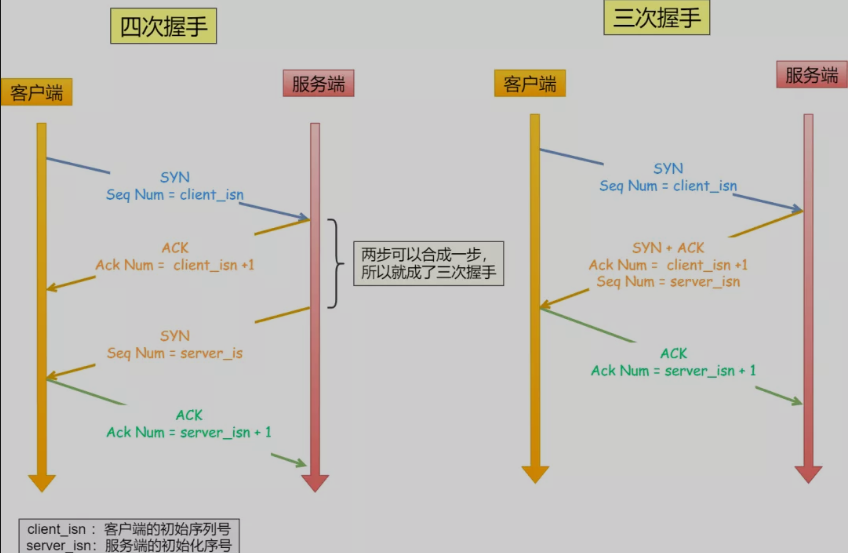 四次握手
三次握手
客户端
服务端
客户端
服务端
SYN
Seq Num = client_isn
ACK
Ack Num = client_isn +1
SYN
Seq Num = server_is
ACK
Ack Num = server_isn + 1
两步可以合成一步，
所以就成了三次握手
SYN
Seq Num = client_isn
SYN + ACK
Ack Num = client_isn +1
Seq Num = server_isn
ACK
Ack Num = server_isn + 1
client_isn ：客户端的初始序列号
server_isn：服务端的初始化序号